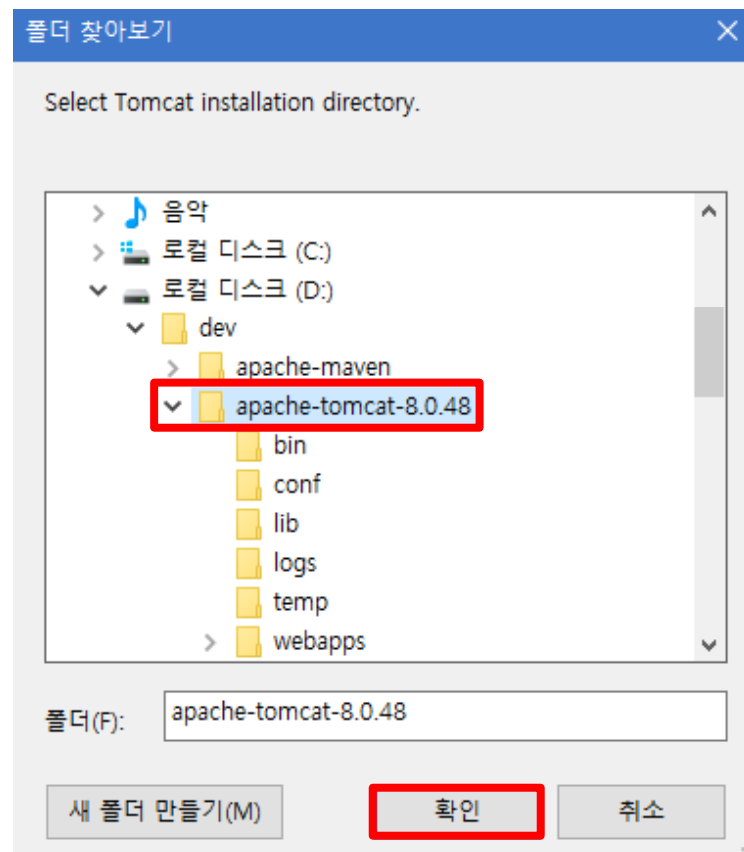 폴더 찾아보기
Select Tomcat installation directory.
음악
로컬 디스크 (C:)
로컬 디스크 (D:)
dev
apache-maven
apache-tomcat-8.0.48
bin
conf
lib
logs
temp
webapps
폴더(F): apache-tomcat-8.0.48
새 폴더 만들기(M) 확인 취소